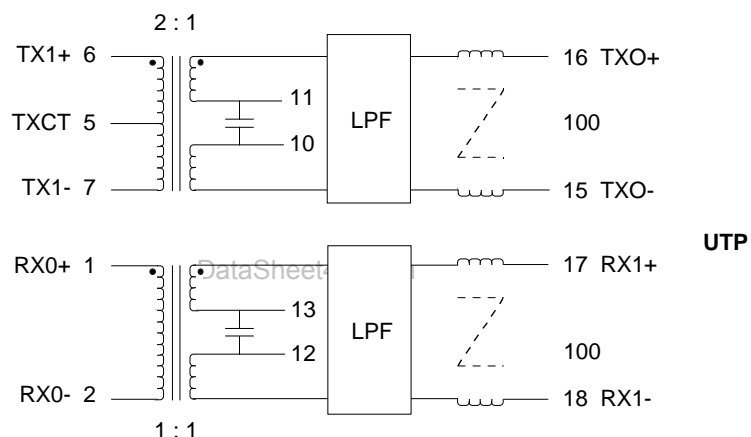 2 : 1
TX1+ 6
11
LPF
16 TXO+
TXCT 5
100
10
TX1- 7
15 TXO-
UTP
RX0+ 1
17 RX1+
13
LPF
12
100
RX0- 2
18 RX1-
1 : 1